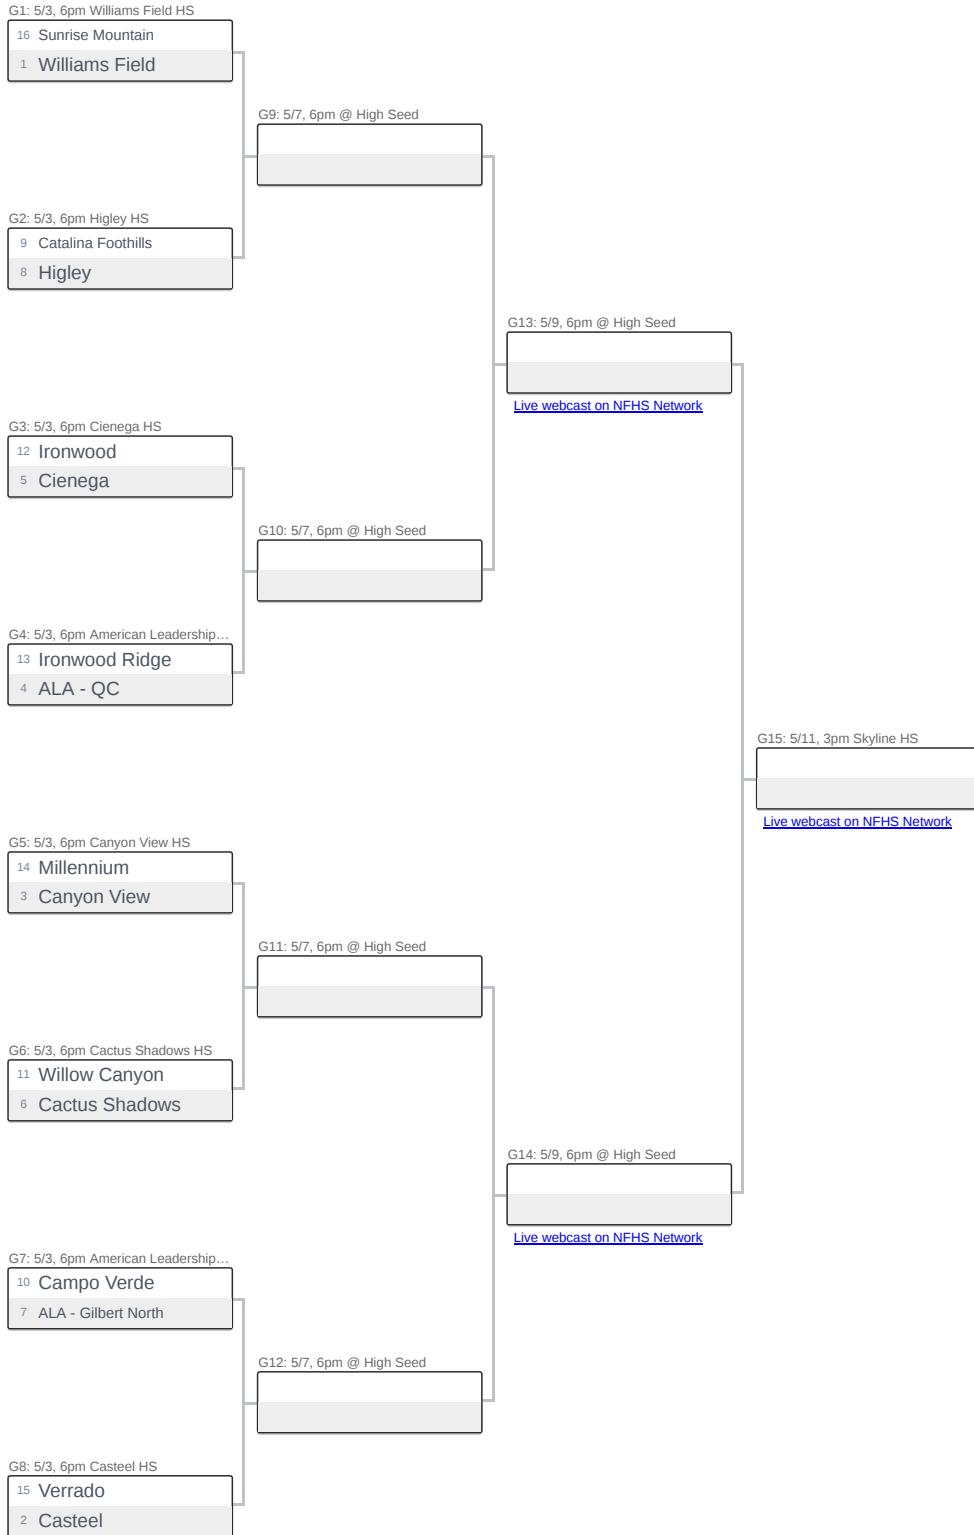 G1: 5/3, 6pm Williams Field HS
16 Sunrise Mountain
1 Williams Field
G9: 5/7, 6pm @ High Seed
G2: 5/3, 6pm Higley HS
9 Catalina Foothills
8 Higley
G13: 5/9, 6pm @ High Seed
Live webcast on NFHS Network
G3: 5/3, 6pm Cienega HS
12 Ironwood
5 Cienega
G10: 5/7, 6pm @ High Seed
G4: 5/3, 6pm American Leadership…
13 Ironwood Ridge
4 ALA - QC
G15: 5/11, 3pm Skyline HS
Live webcast on NFHS Network
G5: 5/3, 6pm Canyon View HS
14 Millennium
3 Canyon View
G11: 5/7, 6pm @ High Seed
G6: 5/3, 6pm Cactus Shadows HS
11 Willow Canyon
6 Cactus Shadows
G14: 5/9, 6pm @ High Seed
Live webcast on NFHS Network
G7: 5/3, 6pm American Leadership…
10 Campo Verde
7 ALA - Gilbert North
G12: 5/7, 6pm @ High Seed
G8: 5/3, 6pm Casteel HS
15 Verrado
2 Casteel